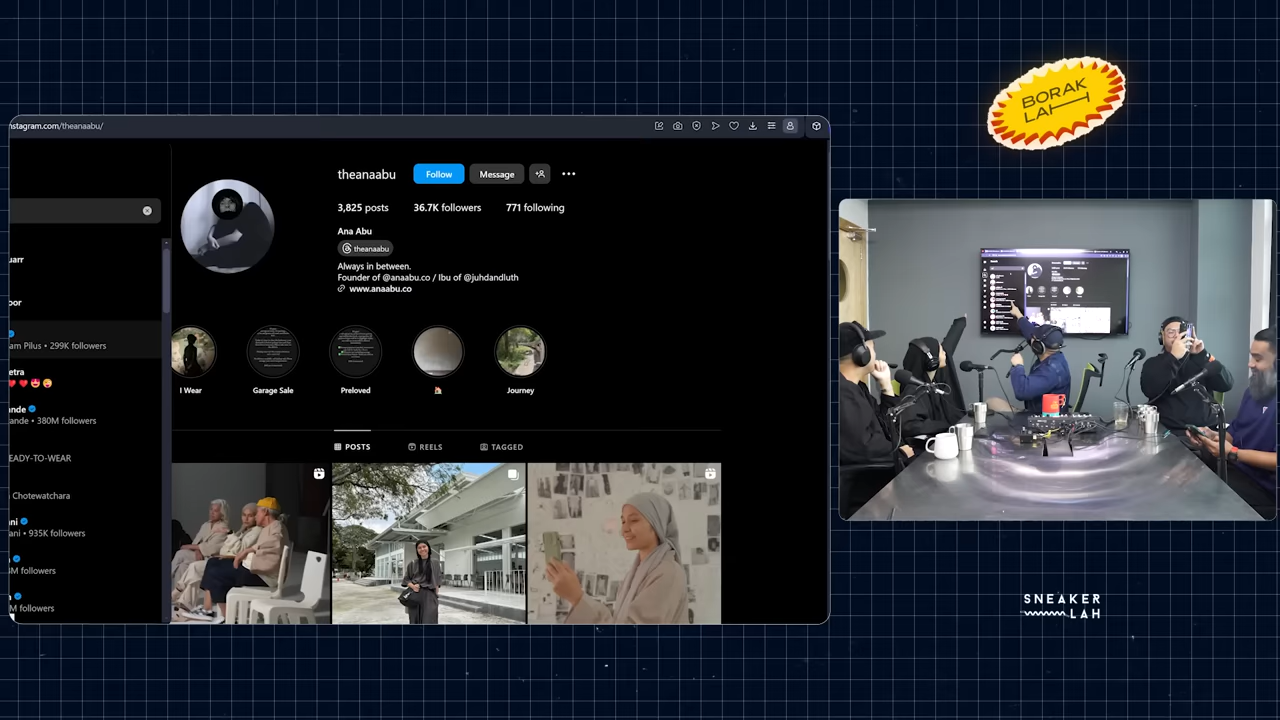 BORAK
LAH
nstagram.com/theanaabu/
theanaabu
Follow
Message
3,825 posts
36.7K followers
771 following
Ana Abu
theanaabu
Always in between.
Founder of @anaabu.co / Ibu of @juhdandluth
www.anaabu.co
uarr
oor
am Pilus • 299K followers
etra
ande
ande • 380M followers
EADY-TO-WEAR
Chotewatchara
ni
ani • 935K followers
M followers
M followers
I Wear
Garage Sale
Preloved
Journey
POSTS
REELS
TAGGED
SNEAKER
LAH